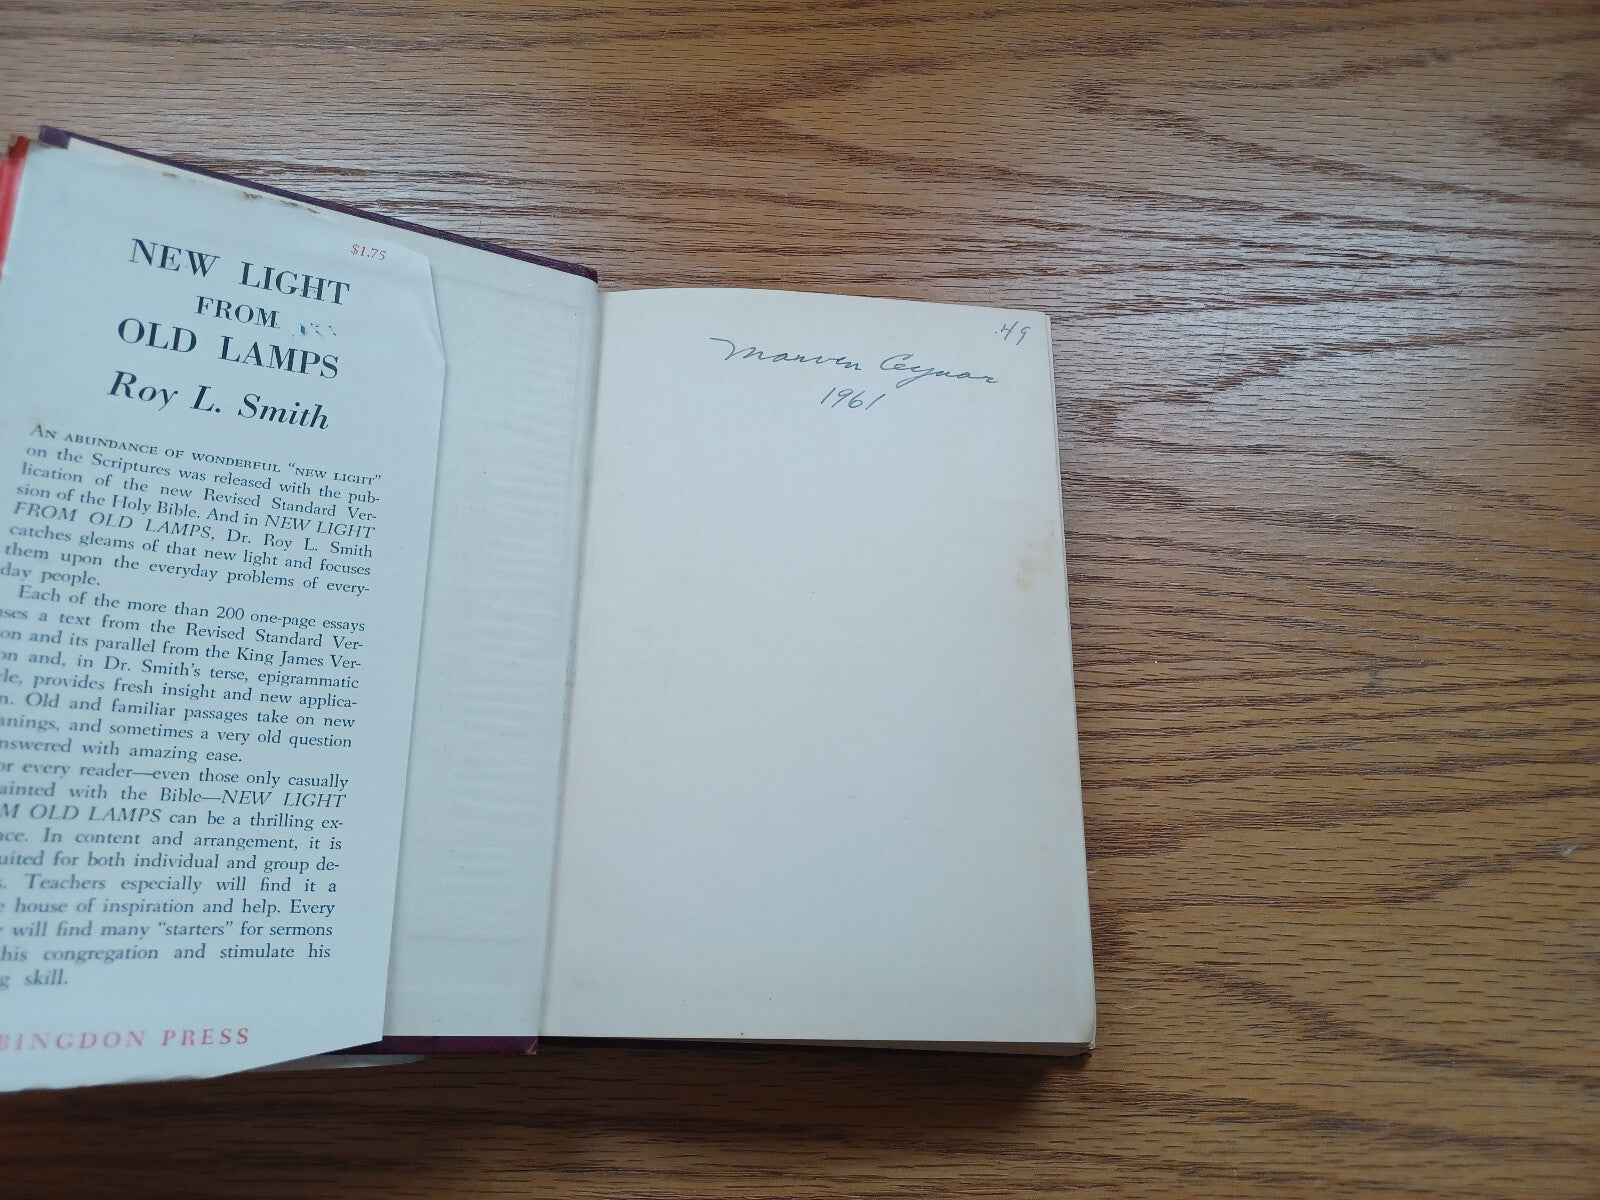 $1.75
NEW LIGHT
FROM
OLD LAMPS
Roy L. Smith
AN ABUNDANCE OF WONDERFUL "NEW LIGHT"
on the Scriptures was released with the pub-
lication of the new Revised Standard Ver-
sion of the Holy Bible. And in NEW LIGHT
FROM OLD LAMPS, Dr. Roy L. Smith
catches gleams of that new light and focuses
them upon the everyday problems of every-
day people.
Each of the more than 200 one-page essays
uses a text from the Revised Standard Ver-
on and its parallel from the King James Ver-
on and, in Dr. Smith's terse, epigrammatic
le, provides fresh insight and new applica-
n. Old and familiar passages take on new
anings, and sometimes a very old question
nswered with amazing ease.
or every reader—even those only casually
ainted with the Bible—NEW LIGHT
M OLD LAMPS can be a thrilling ex-
nce. In content and arrangement, it is
uited for both individual and group de-
s. Teachers especially will find it a
e house of inspiration and help. Every
r will find many "starters" for sermons
his congregation and stimulate his
g skill.
BINGDON PRESS
.49
Marven Ceynar
1961